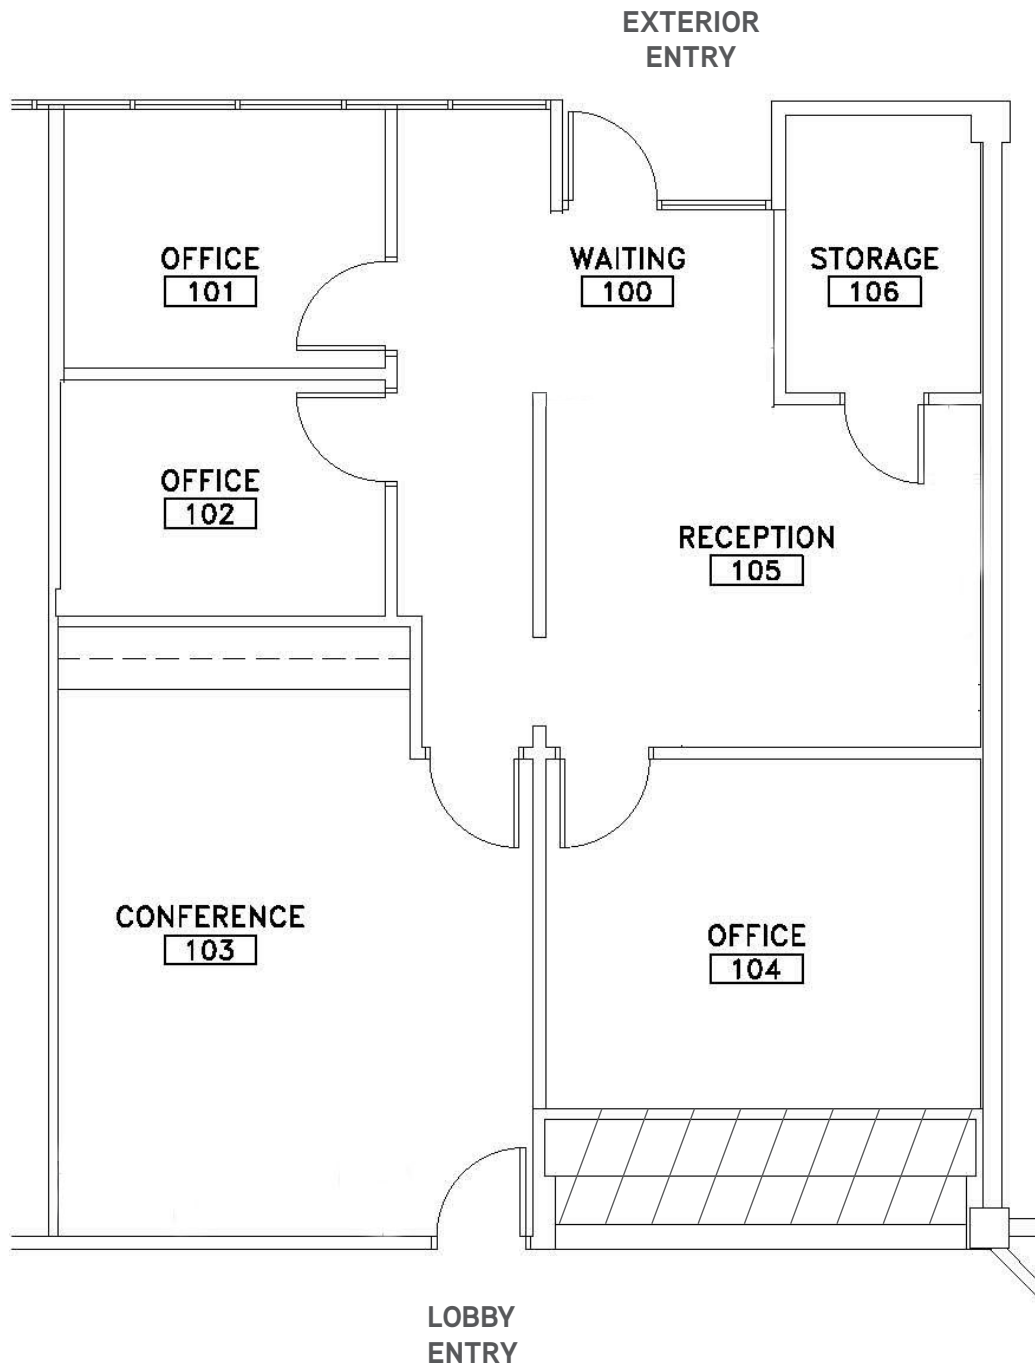 EXTERIOR
ENTRY
OFFICE
101
WAITING
100
STORAGE
106
OFFICE
102
RECEPTION
105
CONFERENCE
103
OFFICE
104
LOBBY
ENTRY